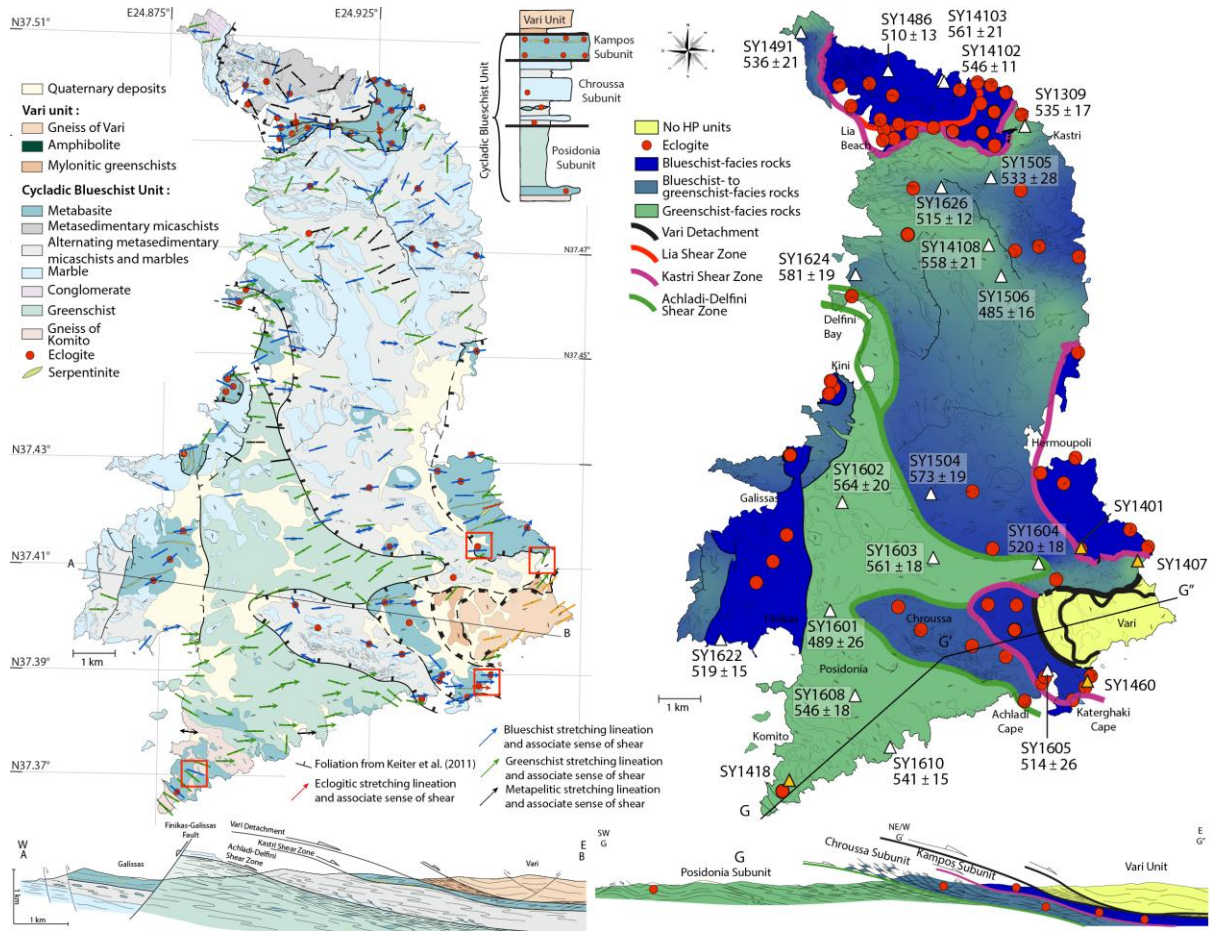 E24.875°
E24.925°
N37.51°
N37.47°
N37.45°
N37.43°
N37.41°
N37.39°
N37.37°
Quaternary deposits
Vari unit :
Gneiss of Vari
Amphibolite
Mylonitic greenschists
Cycladic Blueschist Unit :
Metabasite
Metasedimentary micaschists
Alternating metasedimentary
micaschists and marbles
Marble
Conglomerate
Greenschist
Gneiss of
Komito
Eclogite
Serpentinite
Vari Unit
Kampos
Subunit
Chroussa
Subunit
Posidonia
Subunit
Cycladic Blueschist Unit
A
B
1 km
Foliation from Keiter et al. (2011)
Eclogitic stretching lineation
and associate sense of shear
Blueschist stretching lineation
and associate sense of shear
Greenschist stretching lineation
and associate sense of shear
Metapelitic stretching lineation
and associate sense of shear
No HP units
Eclogite
Blueschist-facies rocks
Blueschist- to
greenschist-facies rocks
Greenschist-facies rocks
Vari Detachment
Lia Shear Zone
Kastri Shear Zone
Achladi-Delfini
Shear Zone
SY1491
536 ± 21
SY1486
510 ± 13
SY14103
561 ± 21
SY14102
546 ± 11
SY1309
535 ± 17
Lia
Beach
Kastri
SY1505
533 ± 28
SY1626
515 ± 12
SY14108
558 ± 21
SY1624
581 ± 19
SY1506
485 ± 16
Delfini
Bay
Kini
Hermoupoli
Galissas
SY1602
564 ± 20
SY1504
573 ± 19
SY1401
SY1604
520 ± 18
SY1407
SY1603
561 ± 18
G''
Finikas
SY1601
489 ± 26
Chroussa
Vari
G'
SY1622
519 ± 15
Posidonia
SY1460
SY1608
546 ± 18
Achladi
Cape
Katerghaki
Cape
1 km
Komito
SY1605
514 ± 26
SY1610
541 ± 15
SY1418
G
W
A
Finikas-Galissas
Fault
Galissas
Vari Detachment
Kastri Shear Zone
Achladi-Delfini
Shear Zone
Vari
E
B
1 km
1 km
SW
G
G
Posidonia Subunit
Chroussa Subunit
NE/W
G'
Kampos Subunit
Vari Unit
E
G''